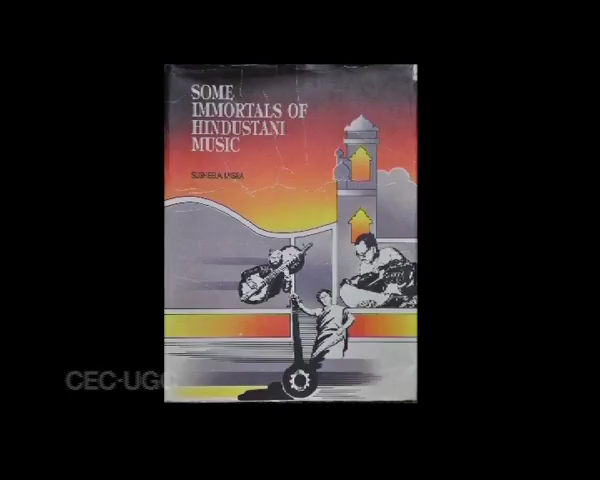 SOME
IMMORTALS OF
HINDUSTANI
MUSIC
SUSHEELA MISRA
CEC-UGC